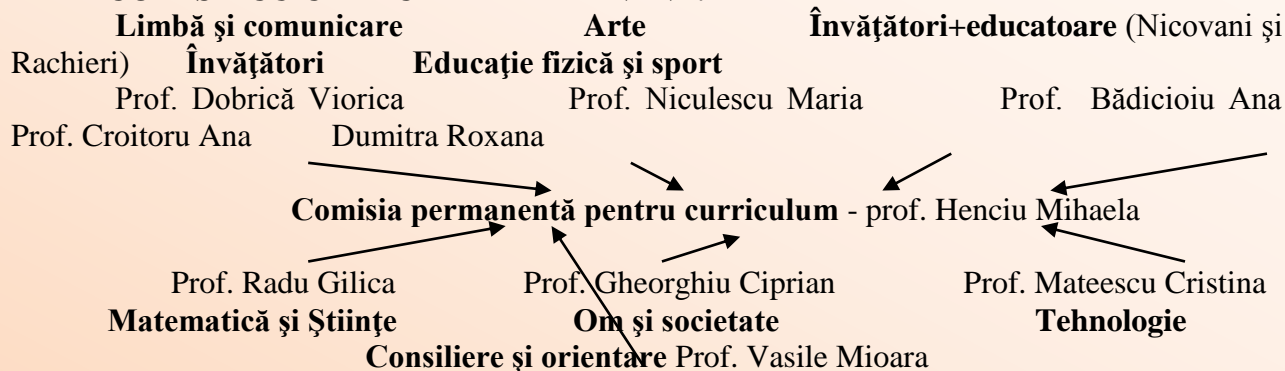 Limbă şi comunicare Arte Învăţători+educatoare (Nicovani şi
Rachieri) Învăţători Educaţie fizică şi sport
Prof. Dobrică Viorica Prof. Niculescu Maria Prof. Bădicioiu Ana
Prof. Croitoru Ana Dumitra Roxana
Comisia permanentă pentru curriculum - prof. Henciu Mihaela
Prof. Radu Gilica Prof. Gheorghiu Ciprian Prof. Mateescu Cristina
Matematică şi Ştiinţe Om şi societate Tehnologie
Consiliere şi orientare Prof. Vasile Mioara